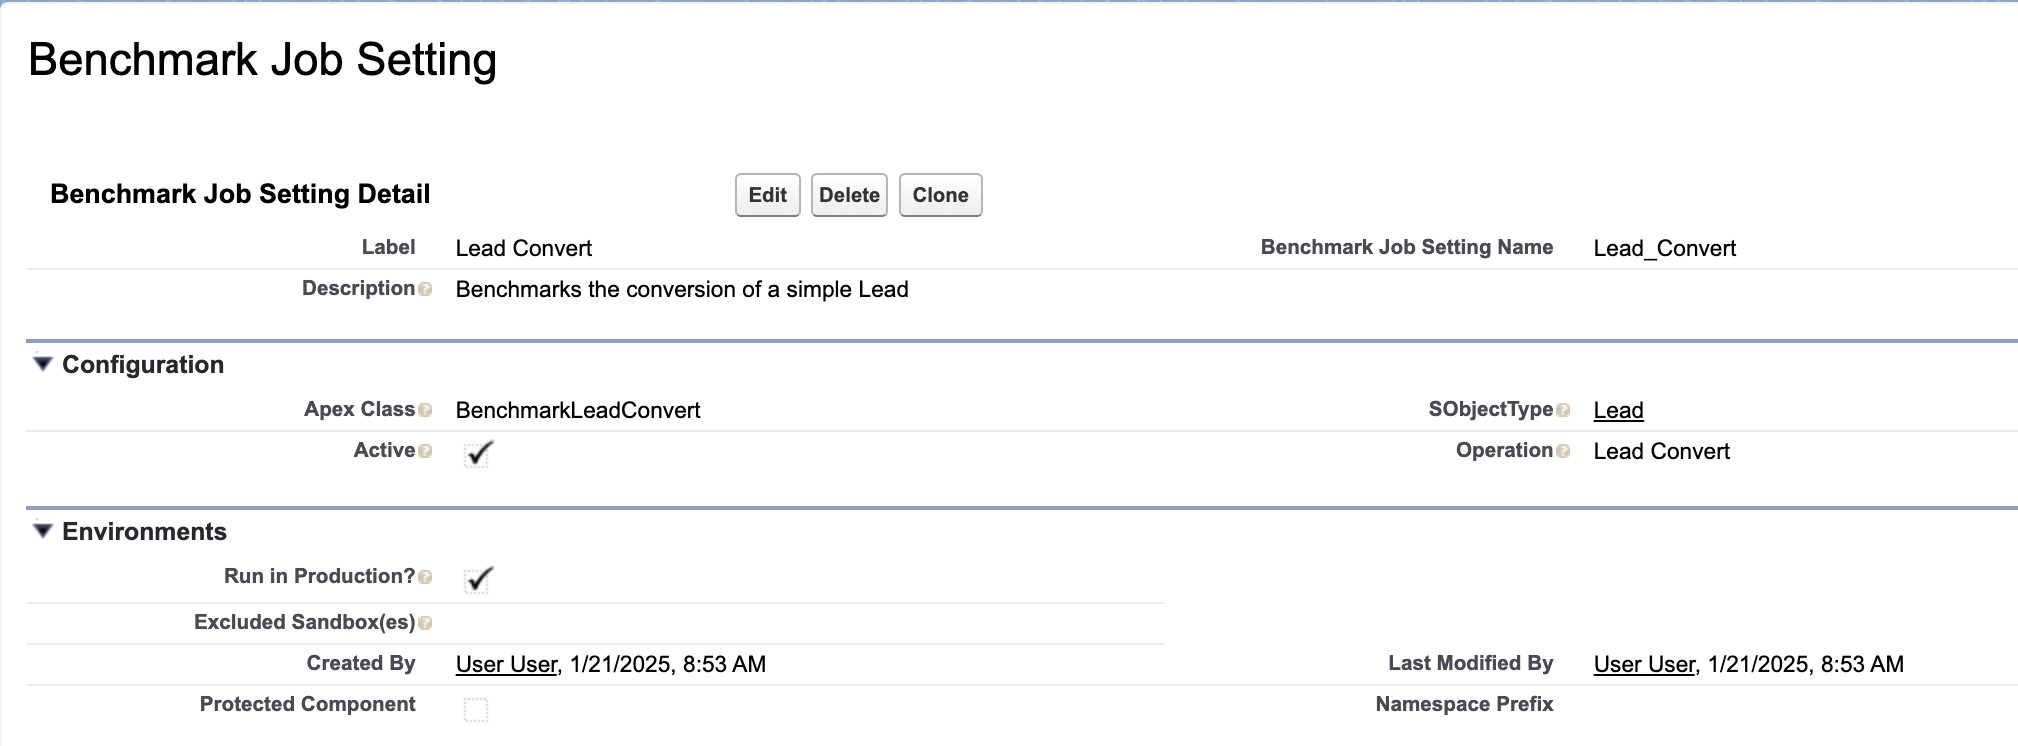 Benchmark Job Setting
Benchmark Job Setting Detail Edit Delete Clone
Label Lead Convert Benchmark Job Setting Name Lead_Convert
Description ? Benchmarks the conversion of a simple Lead
Configuration
Apex Class ? BenchmarkLeadConvert SObjectType ? Lead
Active ? Operation ? Lead Convert
Environments
Run in Production? ?
Excluded Sandbox(es) ?
Created By User User, 1/21/2025, 8:53 AM Last Modified By User User, 1/21/2025, 8:53 AM
Protected Component Namespace Prefix